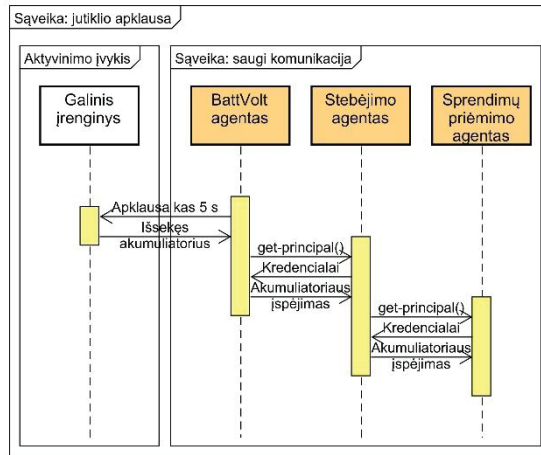 Sąveika: jutiklio apklausa
Aktyvinimo įvykis
Sąveika: saugi komunikacija
Galinis
įrenginys
BattVolt
agentas
Stebėjimo
agentas
Sprendimų
priėmimo
agentas
Apklausa kas 5 s
Išsekęs
akumuliatorius
get-principal()
Kredencialai
Akumuliatoriaus
įspėjimas
get-principal()
Kredencialai
Akumuliatoriaus
įspėjimas